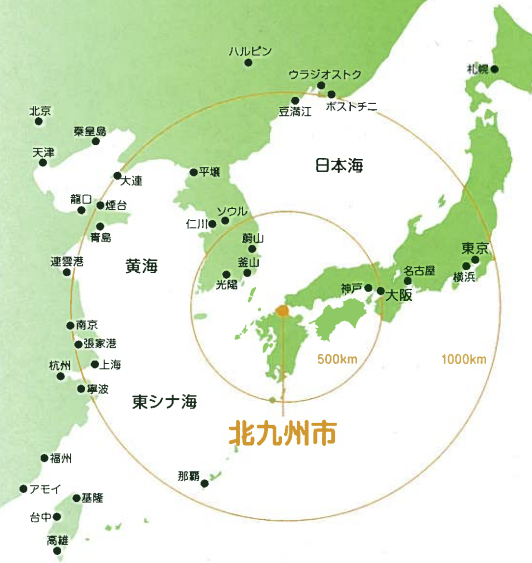 ハルピン
ウラジオストク
札幌
豆満江
ボストチニ
北京
秦皇島
天津
日本海
大連
平壌
龍口
煙台
ソウル
仁川
青島
釧山
釜山
東京
連雲港
黄海
光陽
名古屋
横浜
神戸
大阪
南京
張家港
500km
1000km
杭州
上海
寧波
東シナ海
北九州市
福州
那覇
アモイ
基隆
台中
高雄